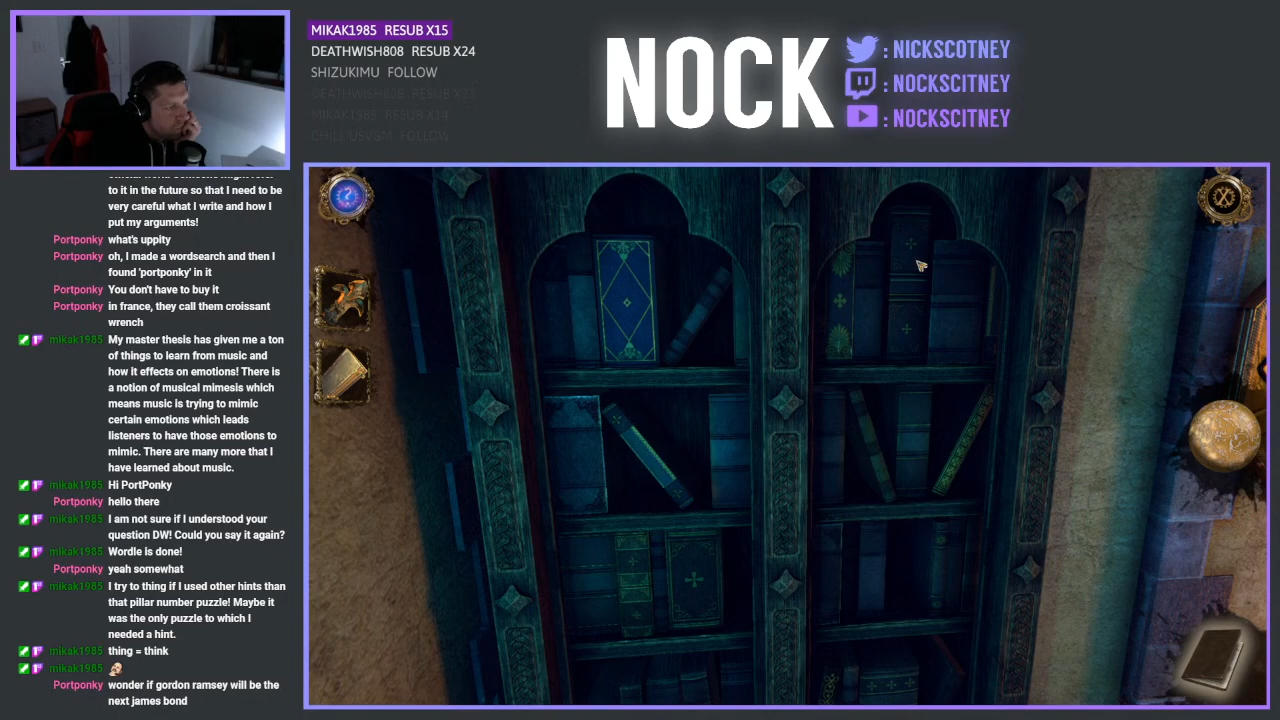 MIKAK1985 RESUB X15
DEATHWISH808 RESUB X24
SHIZUKIMU FOLLOW
DEATHWISH808 RESUB X23
MIKAK1985 RESUB X14
NOCK
: NICKSCOTNEY
: NOCKSCITNEY
: NOCKSCITNEY
to it in the future so that I need to be
very careful what I write and how I
put my arguments!
Portponky what's uppity
Portponky oh, I made a wordsearch and then I
found 'portponky' in it
Portponky You don't have to buy it
Portponky in france, they call them croissant
wrench
mikak1985 My master thesis has given me a ton
of things to learn from music and
how it effects on emotions! There is
a notion of musical mimesis which
means music is trying to mimic
certain emotions which leads
listeners to have those emotions to
mimic. There are many more that I
have learned about music.
mikak1985 Hi PortPonky
Portponky hello there
mikak1985 I am not sure if I understood your
question DW! Could you say it again?
mikak1985 Wordle is done!
Portponky yeah somewhat
mikak1985 I try to thing if I used other hints than
that pillar number puzzle! Maybe it
was the only puzzle to which I
needed a hint.
mikak1985 thing = think
mikak1985
Portponky wonder if gordon ramsey will be the
next james bond
?
X